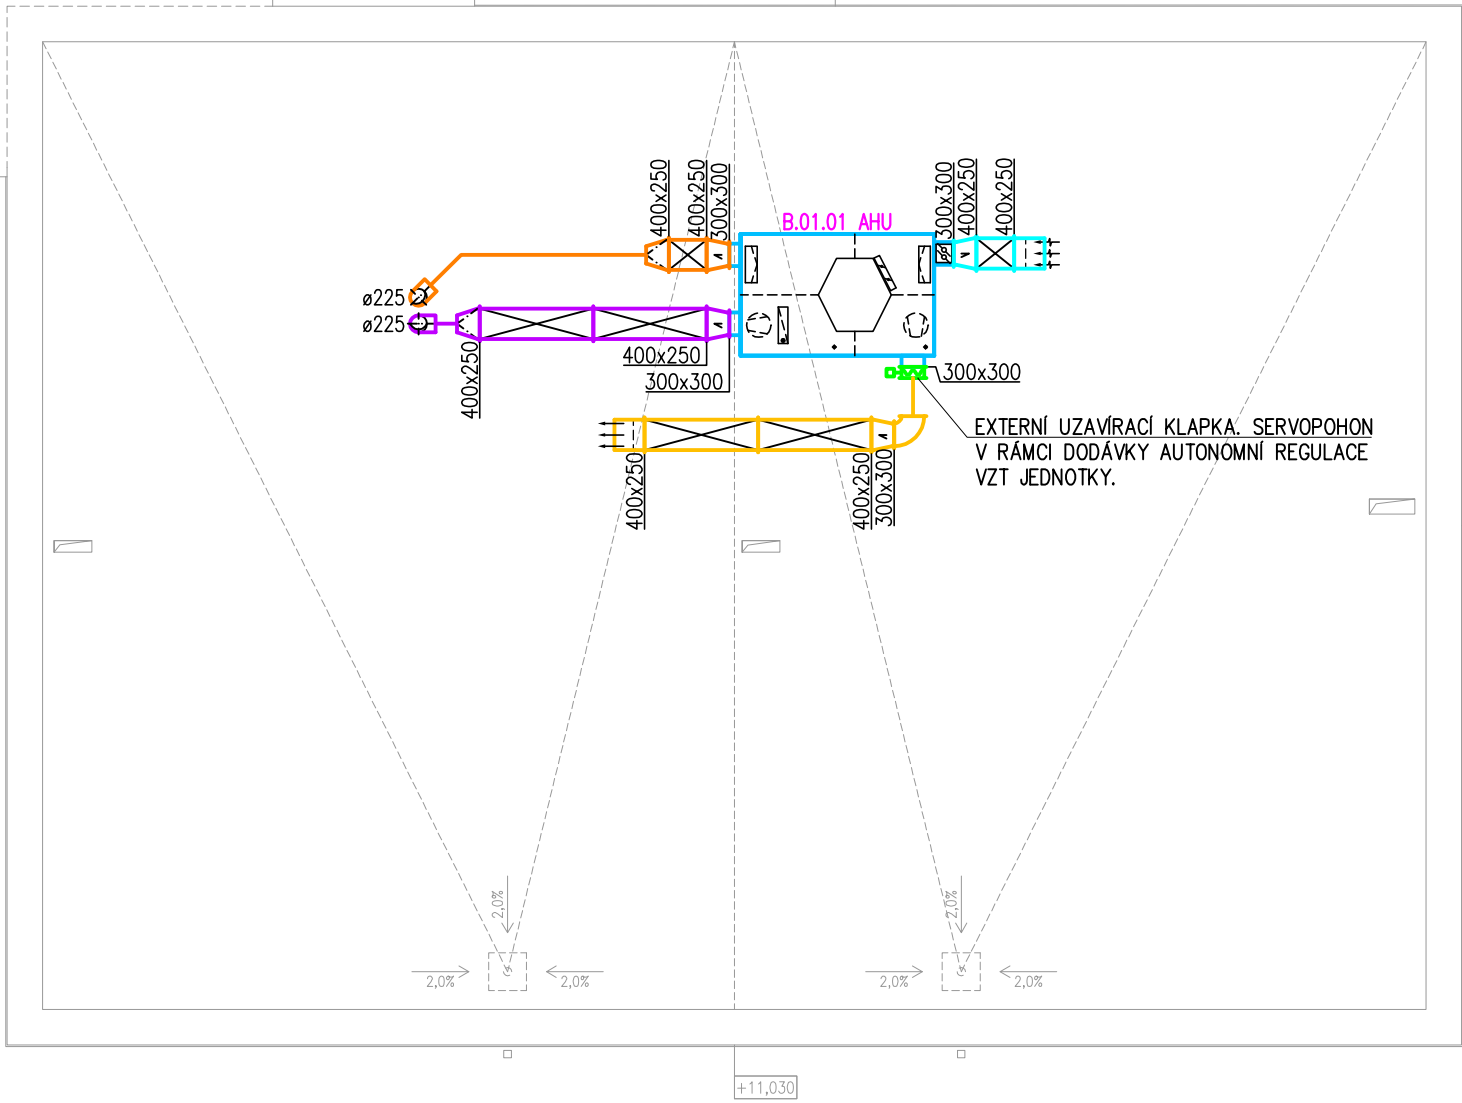 400x250
400x250
300x300
B.01.01 AHU
300x300
400x250
400x250
ø225
ø225
400x250
400x250
300x300
300x300
400x250
400x250
300x300
EXTERNÍ UZAVÍRACÍ KLAPKA. SERVOPOHON
V RÁMCI DODÁVKY AUTONOMNÍ REGULACE
VZT JEDNOTKY.
2,0%
2,0%
2,0%
2,0%
2,0%
2,0%
+11,030